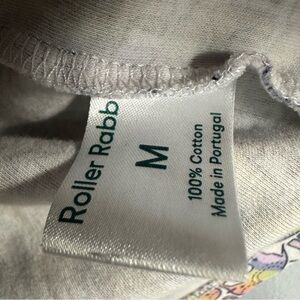 Roller Rabb
M
100% Cotton
Made in Portugal